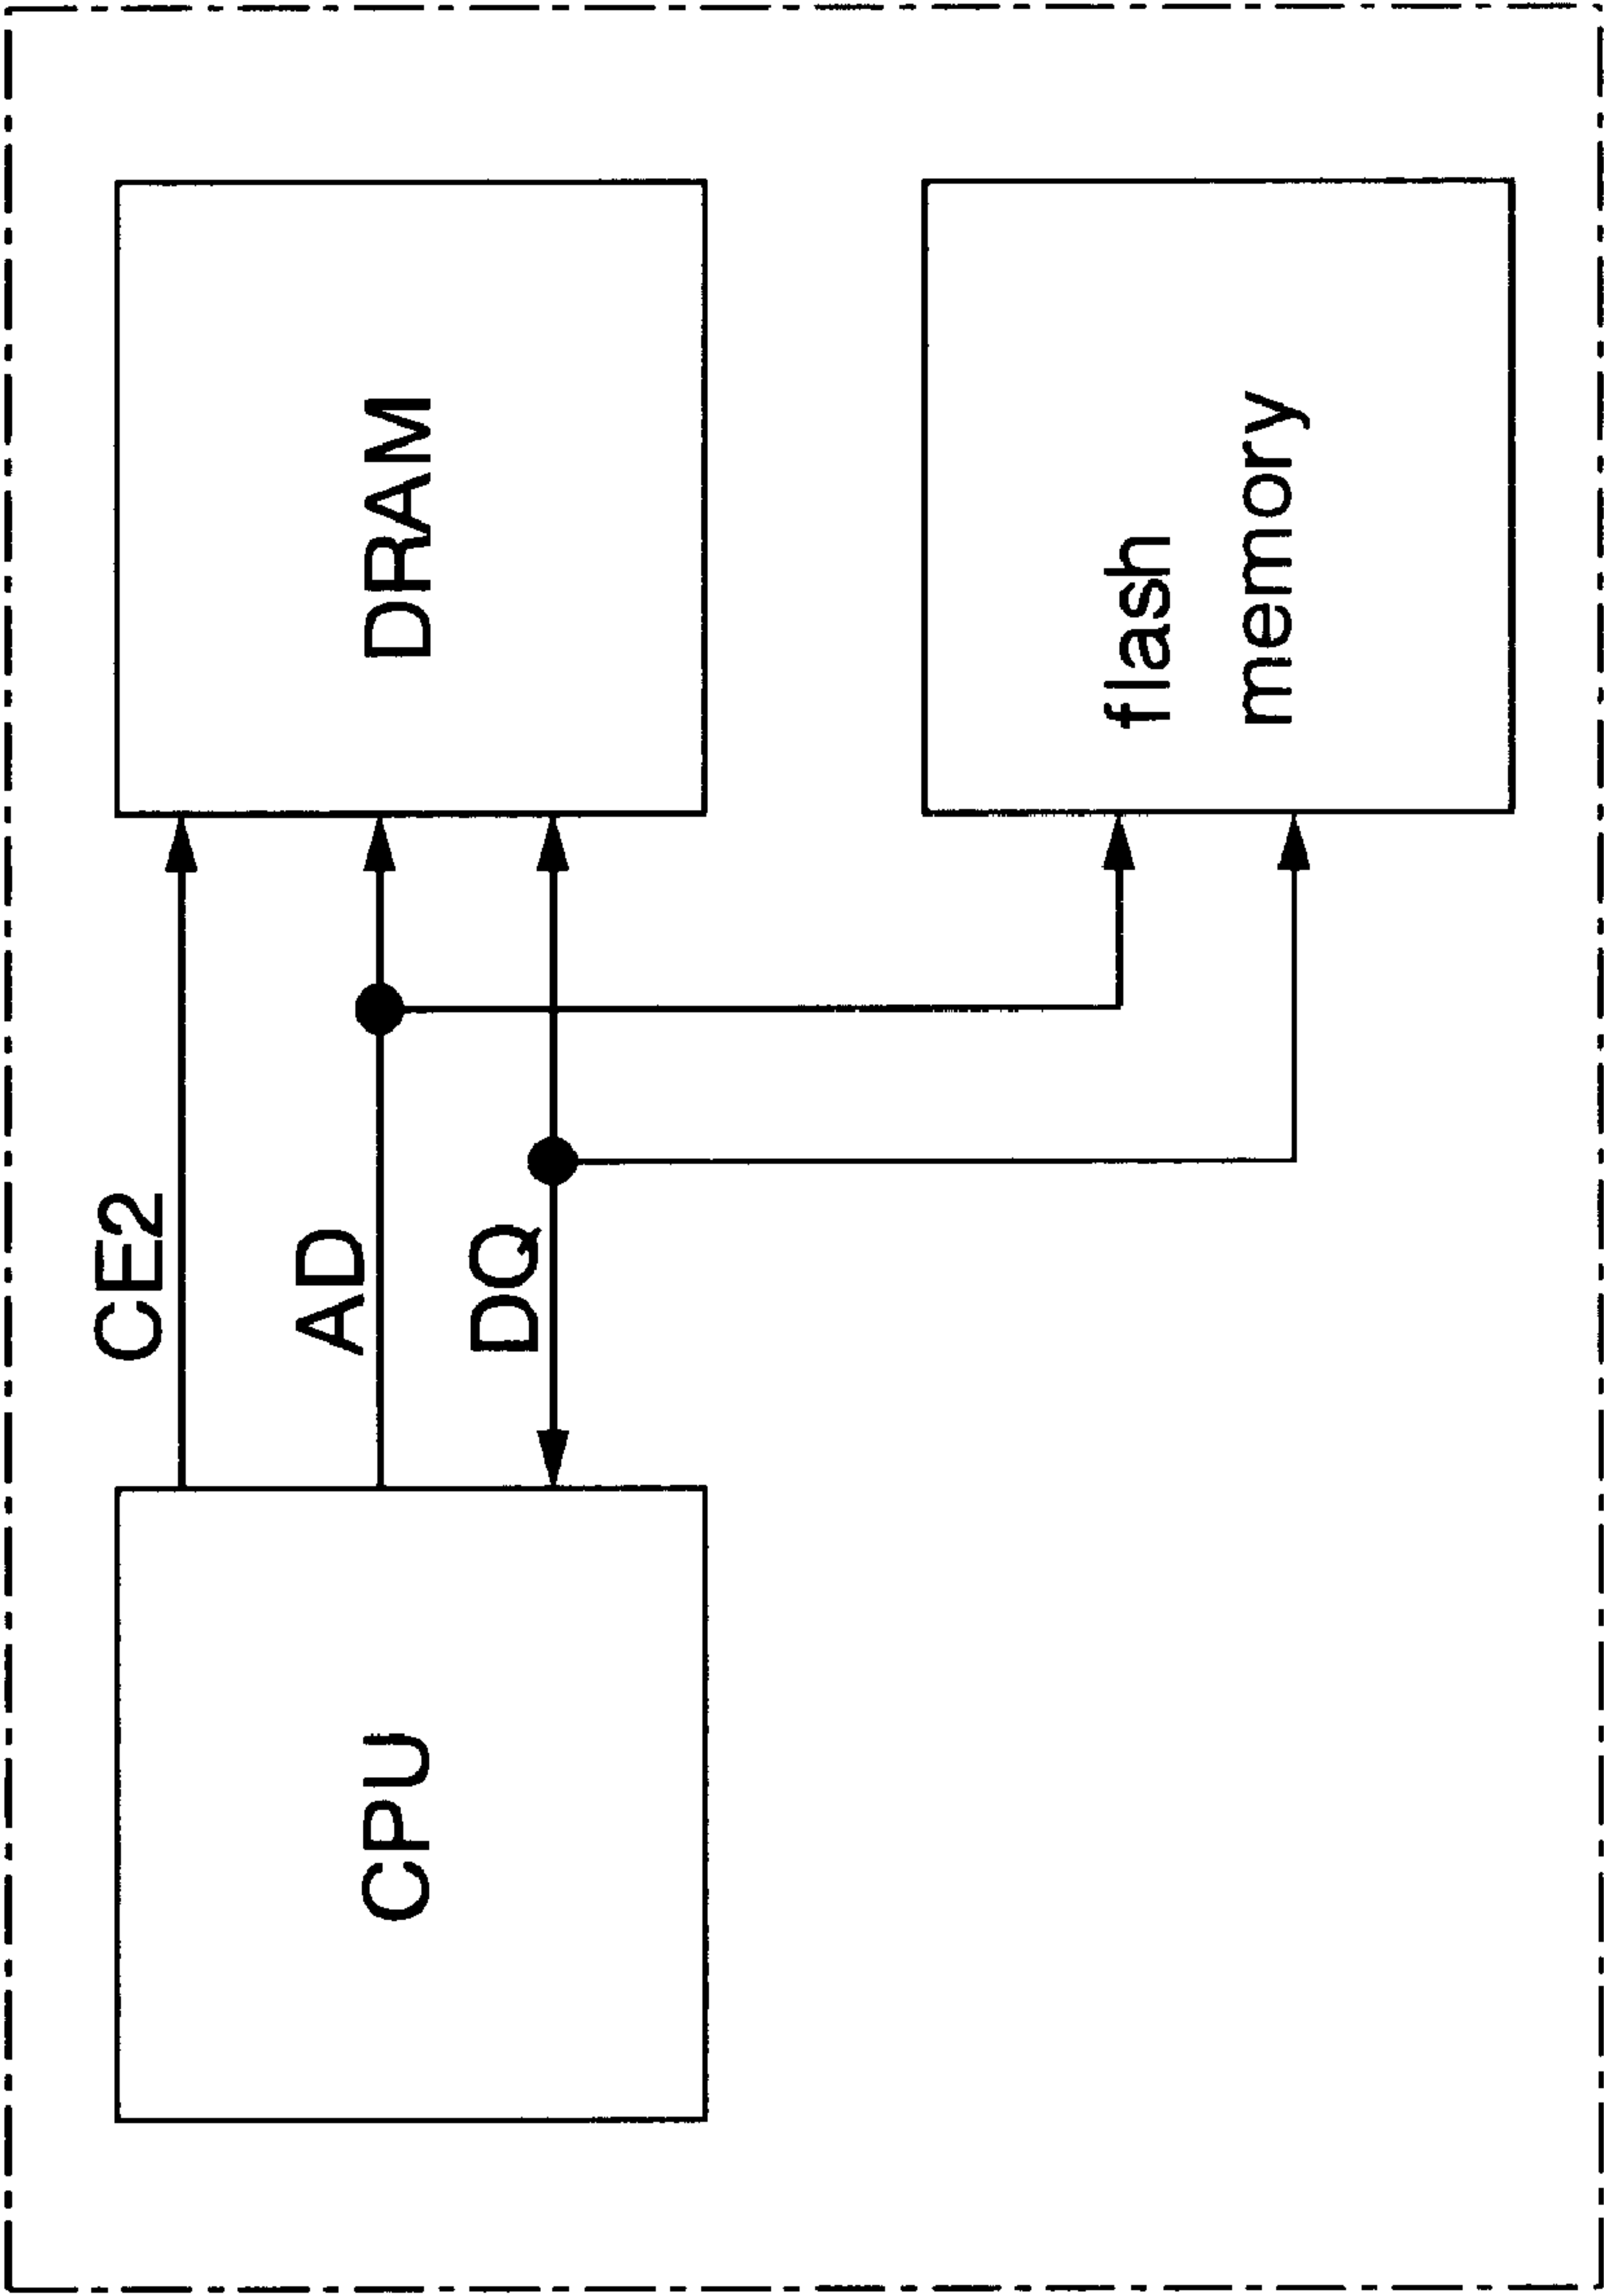 CPU
CE2
AD
DQ
DRAM
flash
memory